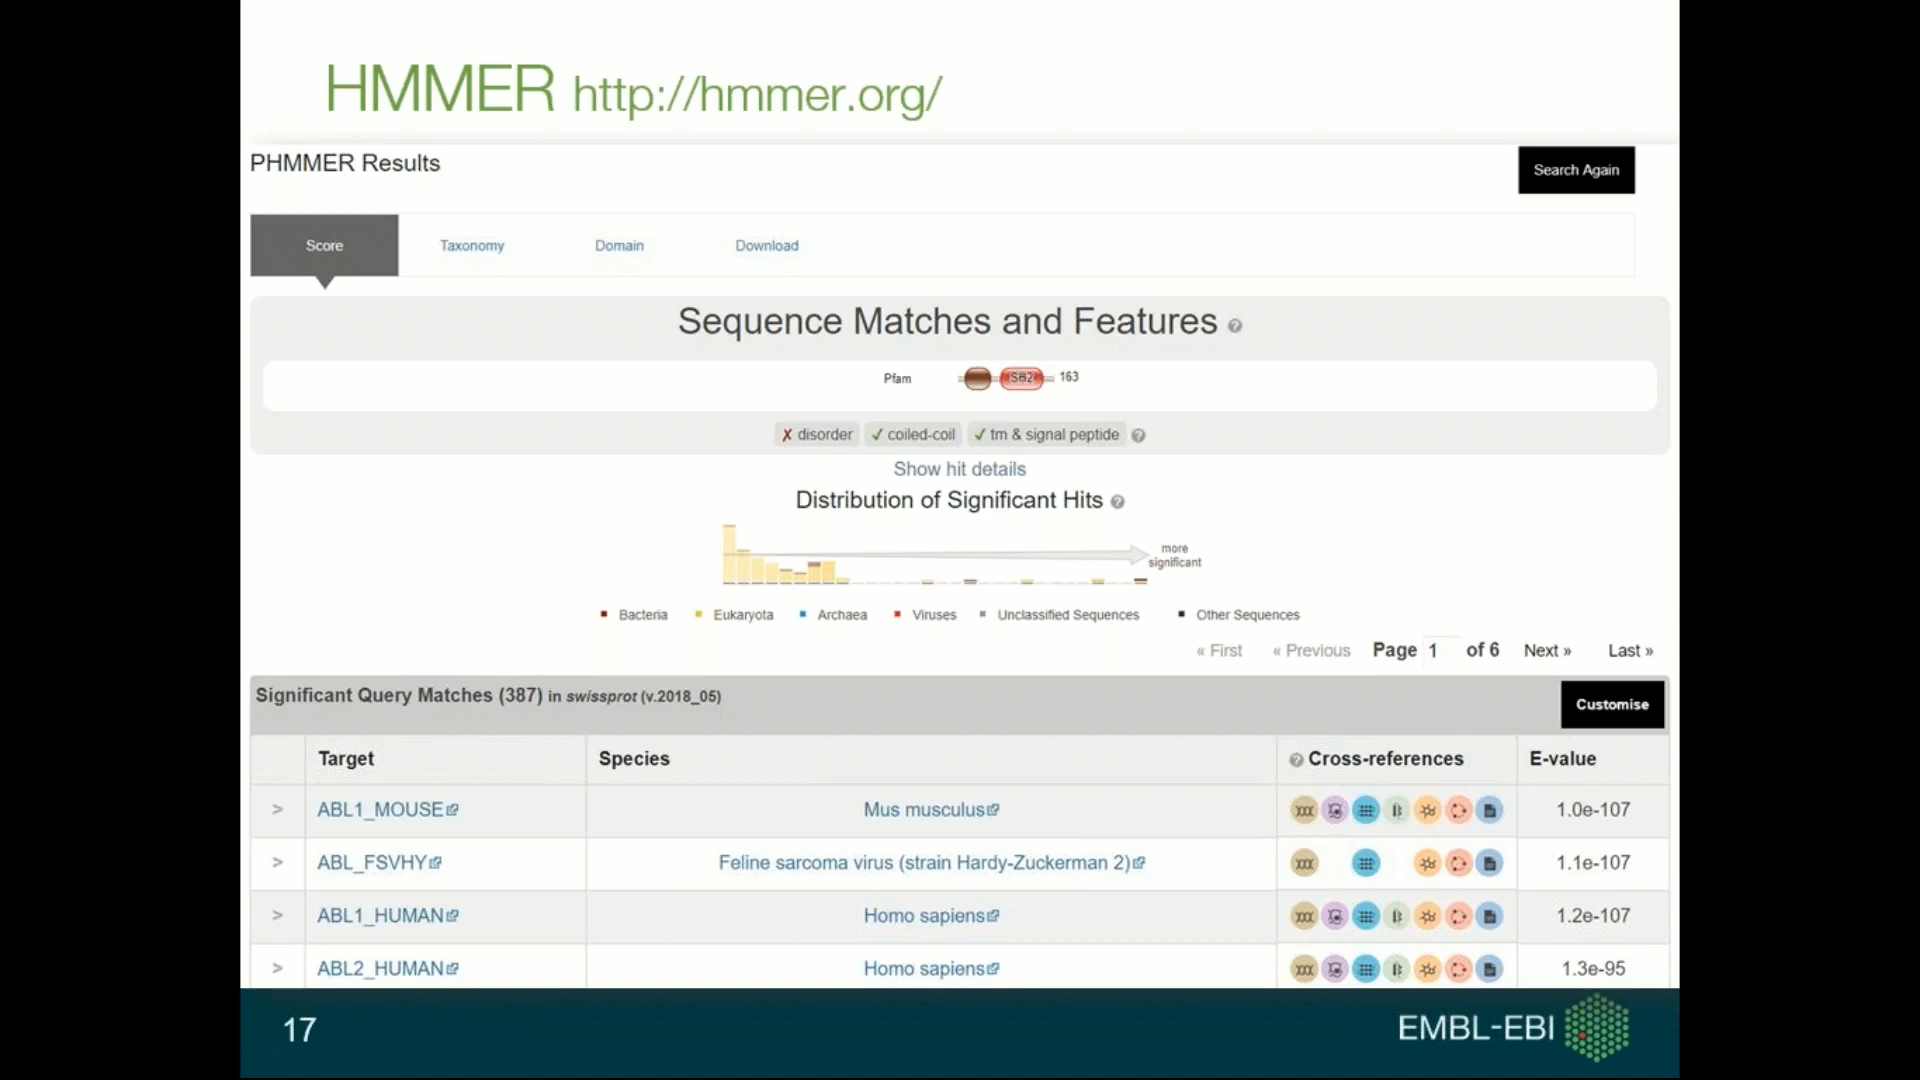 HMMER http://hmmer.org/
PHMMER Results
Search Again
Score Taxonomy Domain Download
Sequence Matches and Features ?
Pfam SH2 163
✗ disorder ✓ coiled-coil ✓ tm & signal peptide ?
Show hit details
Distribution of Significant Hits ?
more
significant
Bacteria Eukaryota Archaea Viruses Unclassified Sequences Other Sequences
« First « Previous Page 1 of 6 Next » Last »
Significant Query Matches (387) in swissprot (v.2018_05)
Customise
Target Species ? Cross-references E-value
> ABL1_MOUSE Mus musculus 1.0e-107
> ABL_FSVHY Feline sarcoma virus (strain Hardy-Zuckerman 2) 1.1e-107
> ABL1_HUMAN Homo sapiens 1.2e-107
> ABL2_HUMAN Homo sapiens 1.3e-95
17
EMBL-EBI